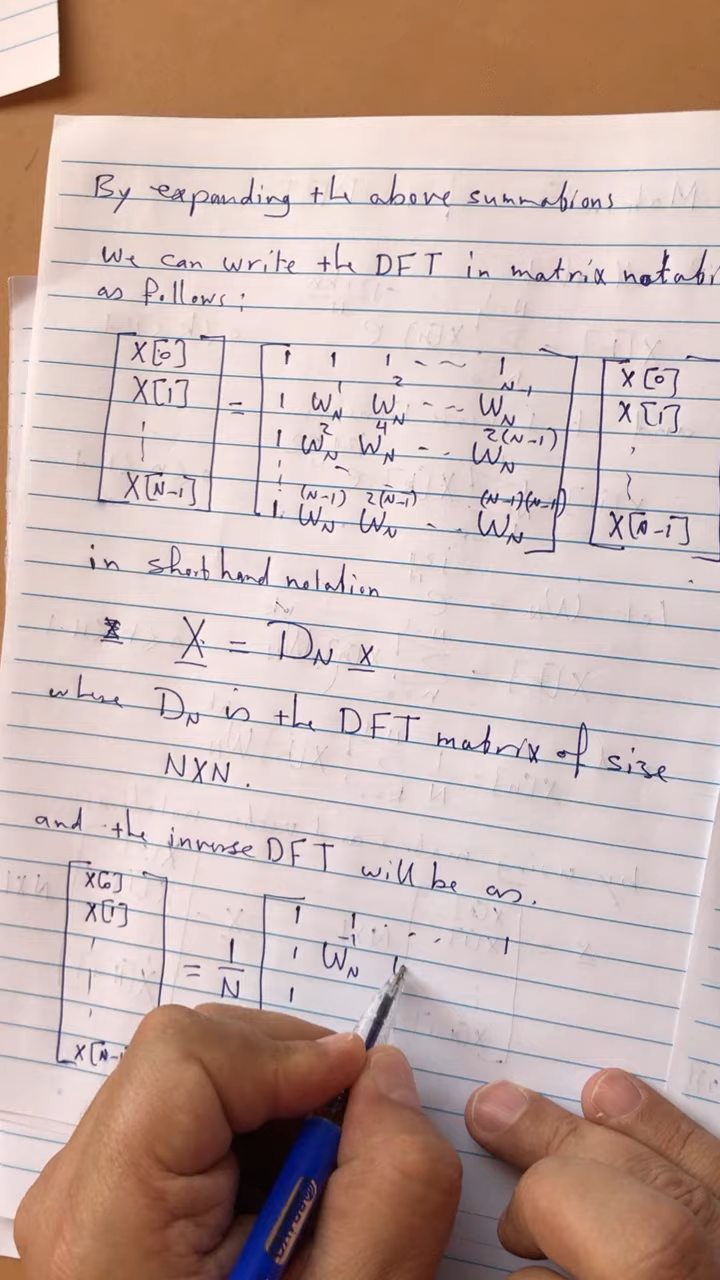 By expanding the above summations
we can write the DFT in matrix notati
as follows:
[X[0] X[1] ⋮ X[N-1]] = [1 1 1 -- 1; 1 W_N^1 W_N^2 -- W_N^{N-1}; 1 W_N^2 W_N^4 -- W_N^{2(N-1)}; ⋮; 1 W_N^{(N-1)} W_N^{2(N-1)} -- W_N^{(N-1)(N-1)}] [x[0] x[1] ⋮ x[N-1]]
in short hand notation
X = D_N x
where D_N is the DFT matrix of size
NXN.
and the inverse DFT will be as.
[x[0] x[1] ⋮ x[N-1 = 1/N [1 1 -- 1; 1 W_N^{-1}; 1